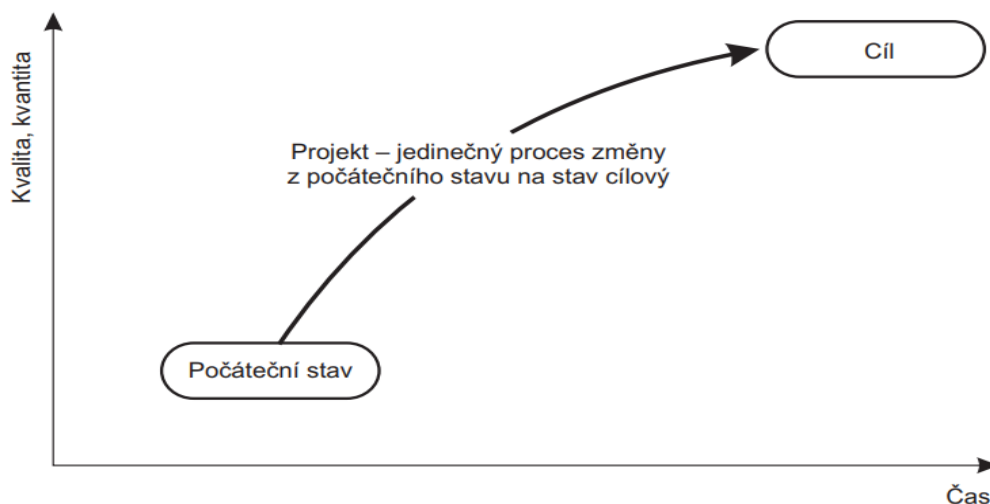 Kvalita, kvantita
Cíl
Projekt – jedinečný proces změny
z počátečního stavu na stav cílový
Počáteční stav
Čas